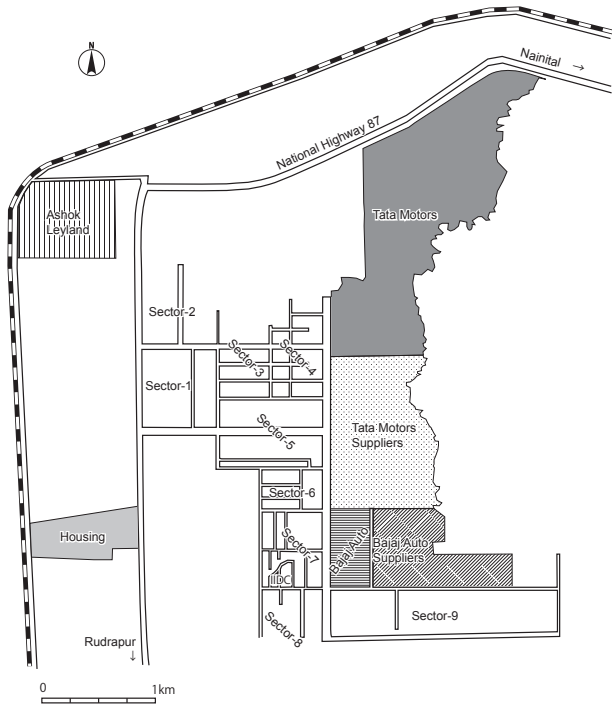 N
Nainital →
National Highway 87
Ashok
Leyland
Tata Motors
Sector-2
Sector-3
Sector-4
Sector-1
Tata Motors
Suppliers
Sector-5
Sector-6
Housing
Sector-7
Bajaj Auto
Bajaj Auto
Suppliers
IIDC
Sector-8
Sector-9
Rudrapur
↓
0 1km